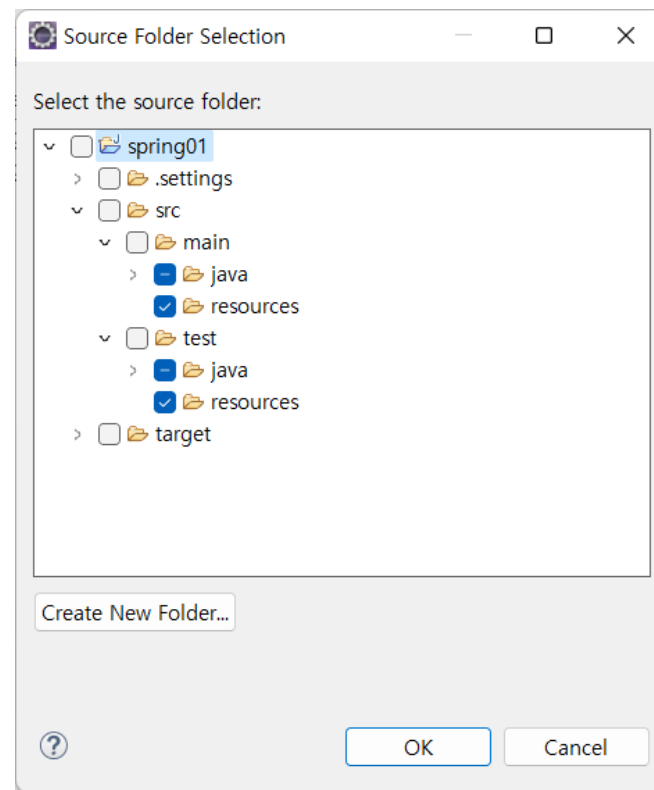 Source Folder Selection
Select the source folder:
spring01
.settings
src
main
java
resources
test
java
resources
target
Create New Folder...
OK
Cancel